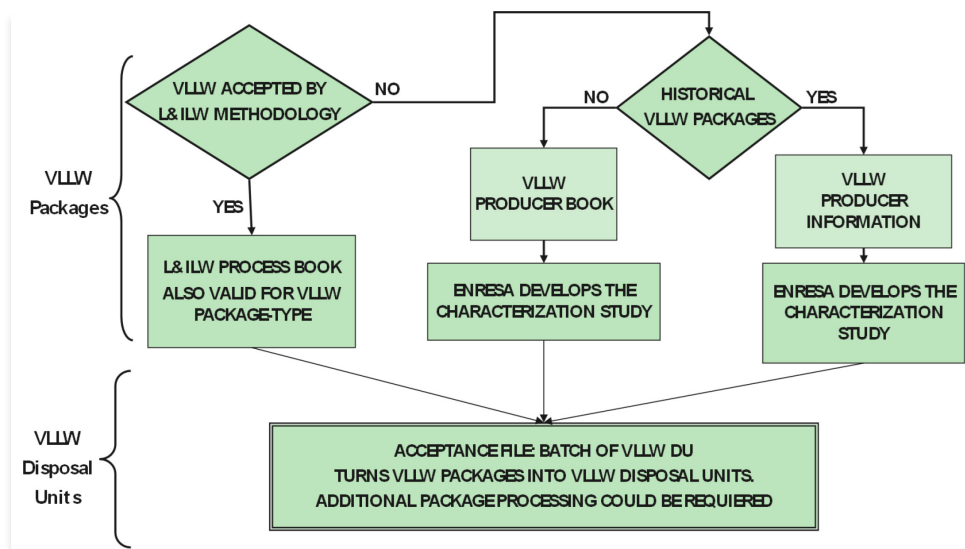 VLLW ACCEPTED BY
L&ILW METHODOLOGY
NO
HISTORICAL
VLLW PACKAGES
NO
YES
VLLW
Packages
YES
VLLW
PRODUCER BOOK
VLLW
PRODUCER
INFORMATION
L&ILW PROCESS BOOK
ALSO VALID FOR VLLW
PACKAGE-TYPE
ENRESA DEVELOPS THE
CHARACTERIZATION STUDY
ENRESA DEVELOPS THE
CHARACTERIZATION
STUDY
VLLW
Disposal
Units
ACCEPTANCE FILE: BATCH OF VLLW DU
TURNS VLLW PACKAGES INTO VLLW DISPOSAL UNITS.
ADDITIONAL PACKAGE PROCESSING COULD BE REQUIERED